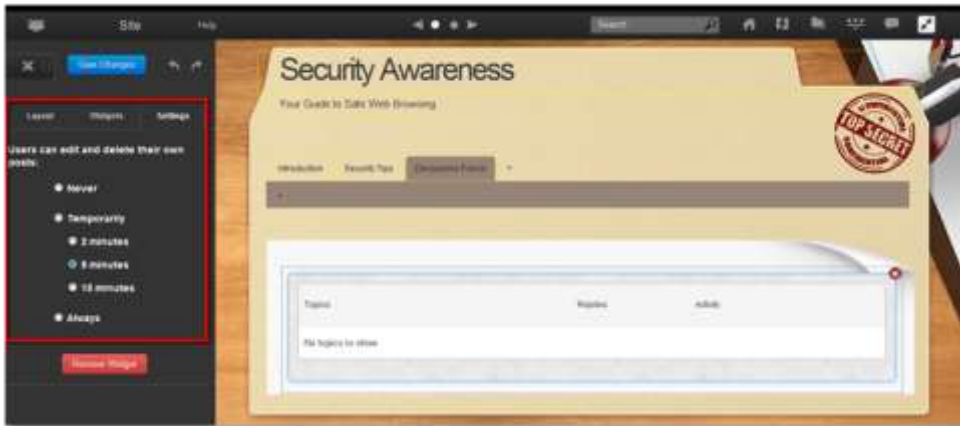 Site
Help
Search
Save Changes
Layout Widgets Settings
Users can edit and delete their own
posts:
Never
Temporarily
2 minutes
5 minutes
15 minutes
Always
Remove Widget
Security Awareness
Your Guide to Safe Web Browsing
TOP SECRET
Introduction Security Tips Discussion Forum
Topics Replies Activity
No topics to show